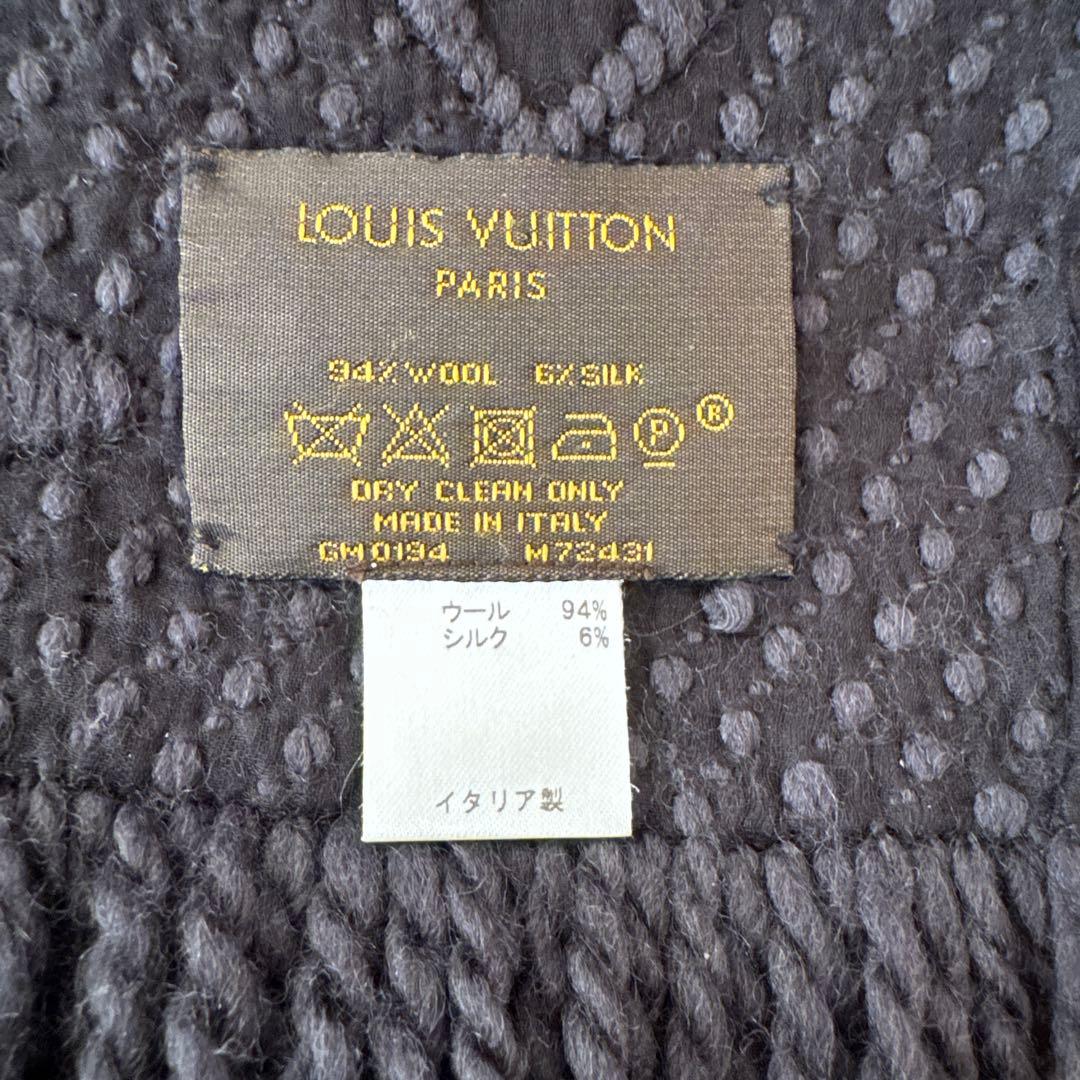 LOUIS VUITTON
PARIS
94% WOOL 6% SILK
P ®
DRY CLEAN ONLY
MADE IN ITALY
GM0194 M72431
ウール 94%
シルク 6%
イタリア製